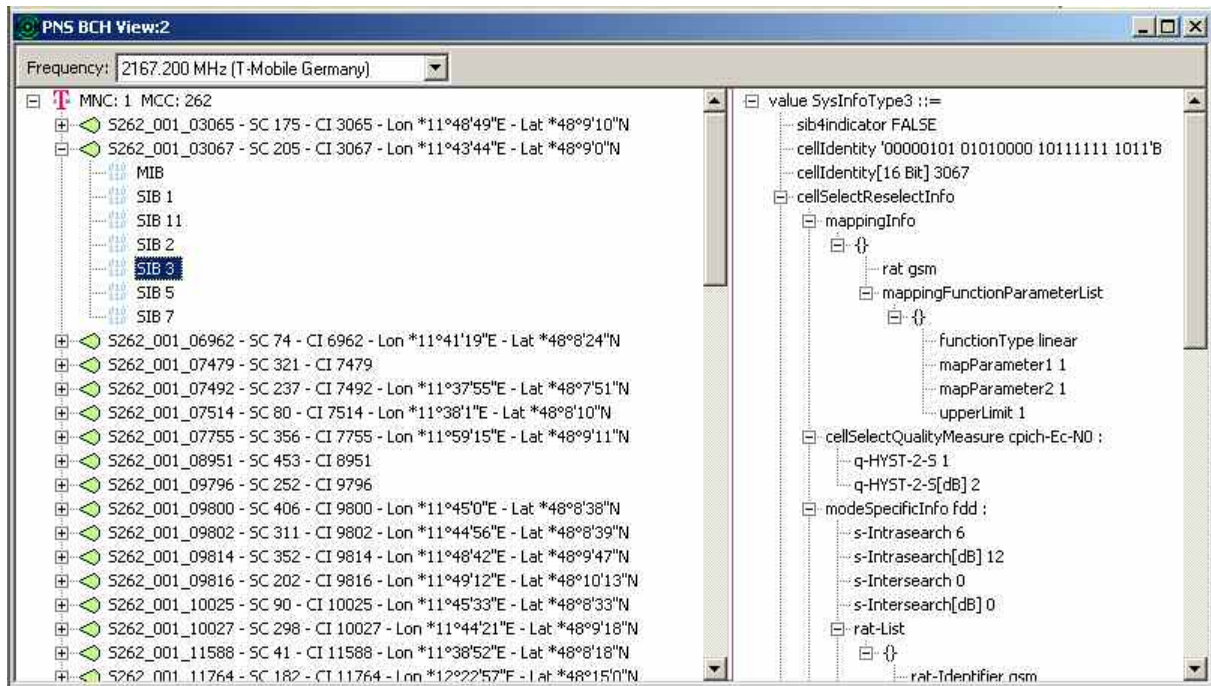 PNS BCH View:2
Frequency: 2167.200 MHz (T-Mobile Germany)
T MNC: 1 MCC: 262
S262_001_03065 - SC 175 - CI 3065 - Lon *11°48'49"E - Lat *48°9'10"N
S262_001_03067 - SC 205 - CI 3067 - Lon *11°43'44"E - Lat *48°9'0"N
MIB
SIB 1
SIB 11
SIB 2
SIB 3
SIB 5
SIB 7
S262_001_06962 - SC 74 - CI 6962 - Lon *11°41'19"E - Lat *48°8'24"N
S262_001_07479 - SC 321 - CI 7479
S262_001_07492 - SC 237 - CI 7492 - Lon *11°37'55"E - Lat *48°7'51"N
S262_001_07514 - SC 80 - CI 7514 - Lon *11°38'1"E - Lat *48°8'10"N
S262_001_07755 - SC 356 - CI 7755 - Lon *11°59'15"E - Lat *48°9'11"N
S262_001_08951 - SC 453 - CI 8951
S262_001_09796 - SC 252 - CI 9796
S262_001_09800 - SC 406 - CI 9800 - Lon *11°45'0"E - Lat *48°8'38"N
S262_001_09802 - SC 311 - CI 9802 - Lon *11°44'56"E - Lat *48°8'39"N
S262_001_09814 - SC 352 - CI 9814 - Lon *11°48'42"E - Lat *48°9'47"N
S262_001_09816 - SC 202 - CI 9816 - Lon *11°49'12"E - Lat *48°10'13"N
S262_001_10025 - SC 90 - CI 10025 - Lon *11°45'33"E - Lat *48°8'33"N
S262_001_10027 - SC 298 - CI 10027 - Lon *11°44'21"E - Lat *48°9'18"N
S262_001_11588 - SC 41 - CI 11588 - Lon *11°38'52"E - Lat *48°8'18"N
S262_001_11764 - SC 182 - CI 11764 - Lon *12°22'57"E - Lat *48°15'0"N
value SysInfoType3 ::=
sib4indicator FALSE
cellIdentity '00000101 01010000 10111111 1011'B
cellIdentity[16 Bit] 3067
cellSelectReselectInfo
mappingInfo
{}
rat gsm
mappingFunctionParameterList
{}
functionType linear
mapParameter1 1
mapParameter2 1
upperLimit 1
cellSelectQualityMeasure cpich-Ec-N0 :
q-HYST-2-S 1
q-HYST-2-S[dB] 2
modeSpecificInfo fdd :
s-Intrasearch 6
s-Intrasearch[dB] 12
s-Intersearch 0
s-Intersearch[dB] 0
rat-List
{}
rat-Identifier gsm